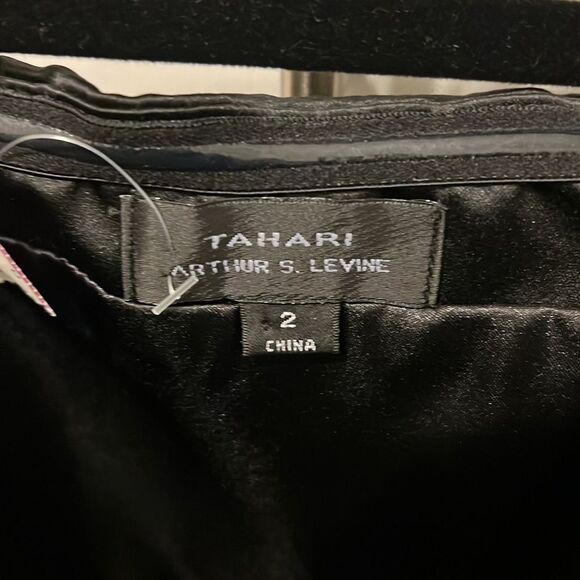 TAHARI
ARTHUR S. LEVINE
2
CHINA